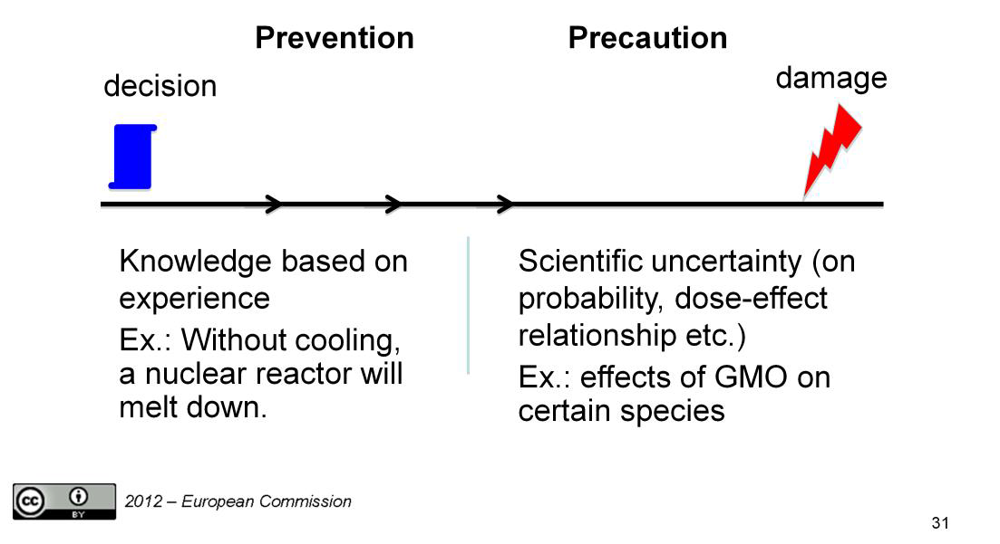 Prevention
Precaution
decision
damage
Knowledge based on
experience
Ex.: Without cooling,
a nuclear reactor will
melt down.
Scientific uncertainty (on
probability, dose-effect
relationship etc.)
Ex.: effects of GMO on
certain species
cc BY
2012 – European Commission
31